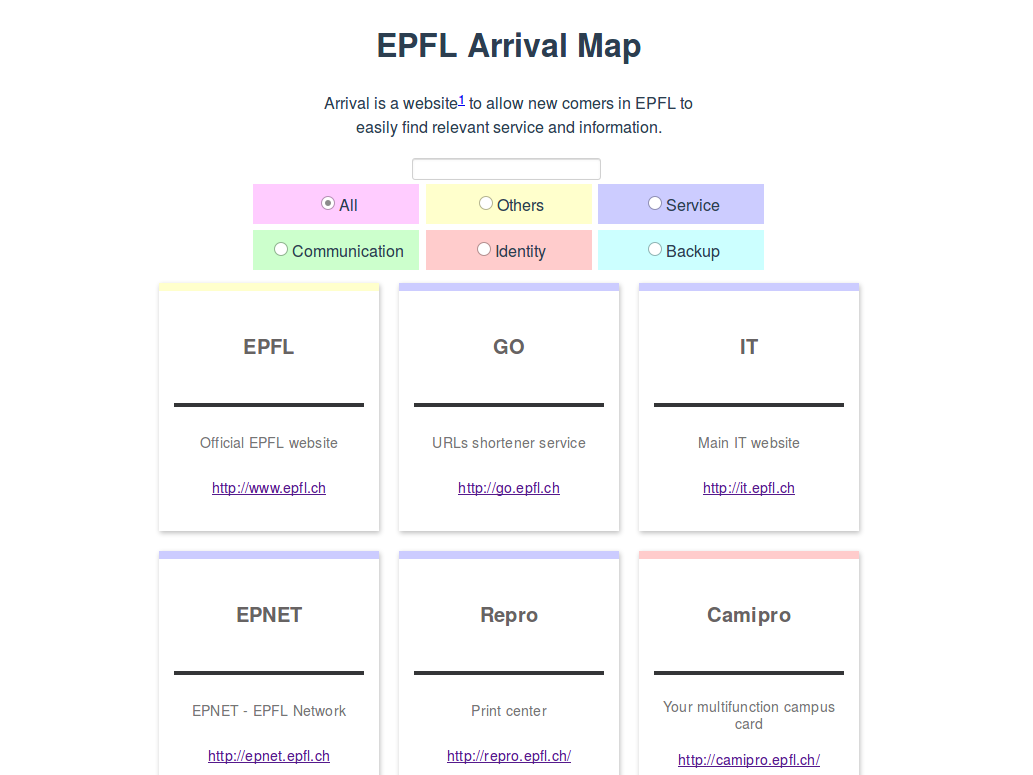 EPFL Arrival Map
Arrival is a website1 to allow new comers in EPFL to
easily find relevant service and information.
All Others Service
Communication Identity Backup
EPFL GO IT
Official EPFL website URLs shortener service Main IT website
http://www.epfl.ch http://go.epfl.ch http://it.epfl.ch
EPNET Repro Camipro
EPNET - EPFL Network Print center Your multifunction campus
card
http://epnet.epfl.ch http://repro.epfl.ch/ http://camipro.epfl.ch/